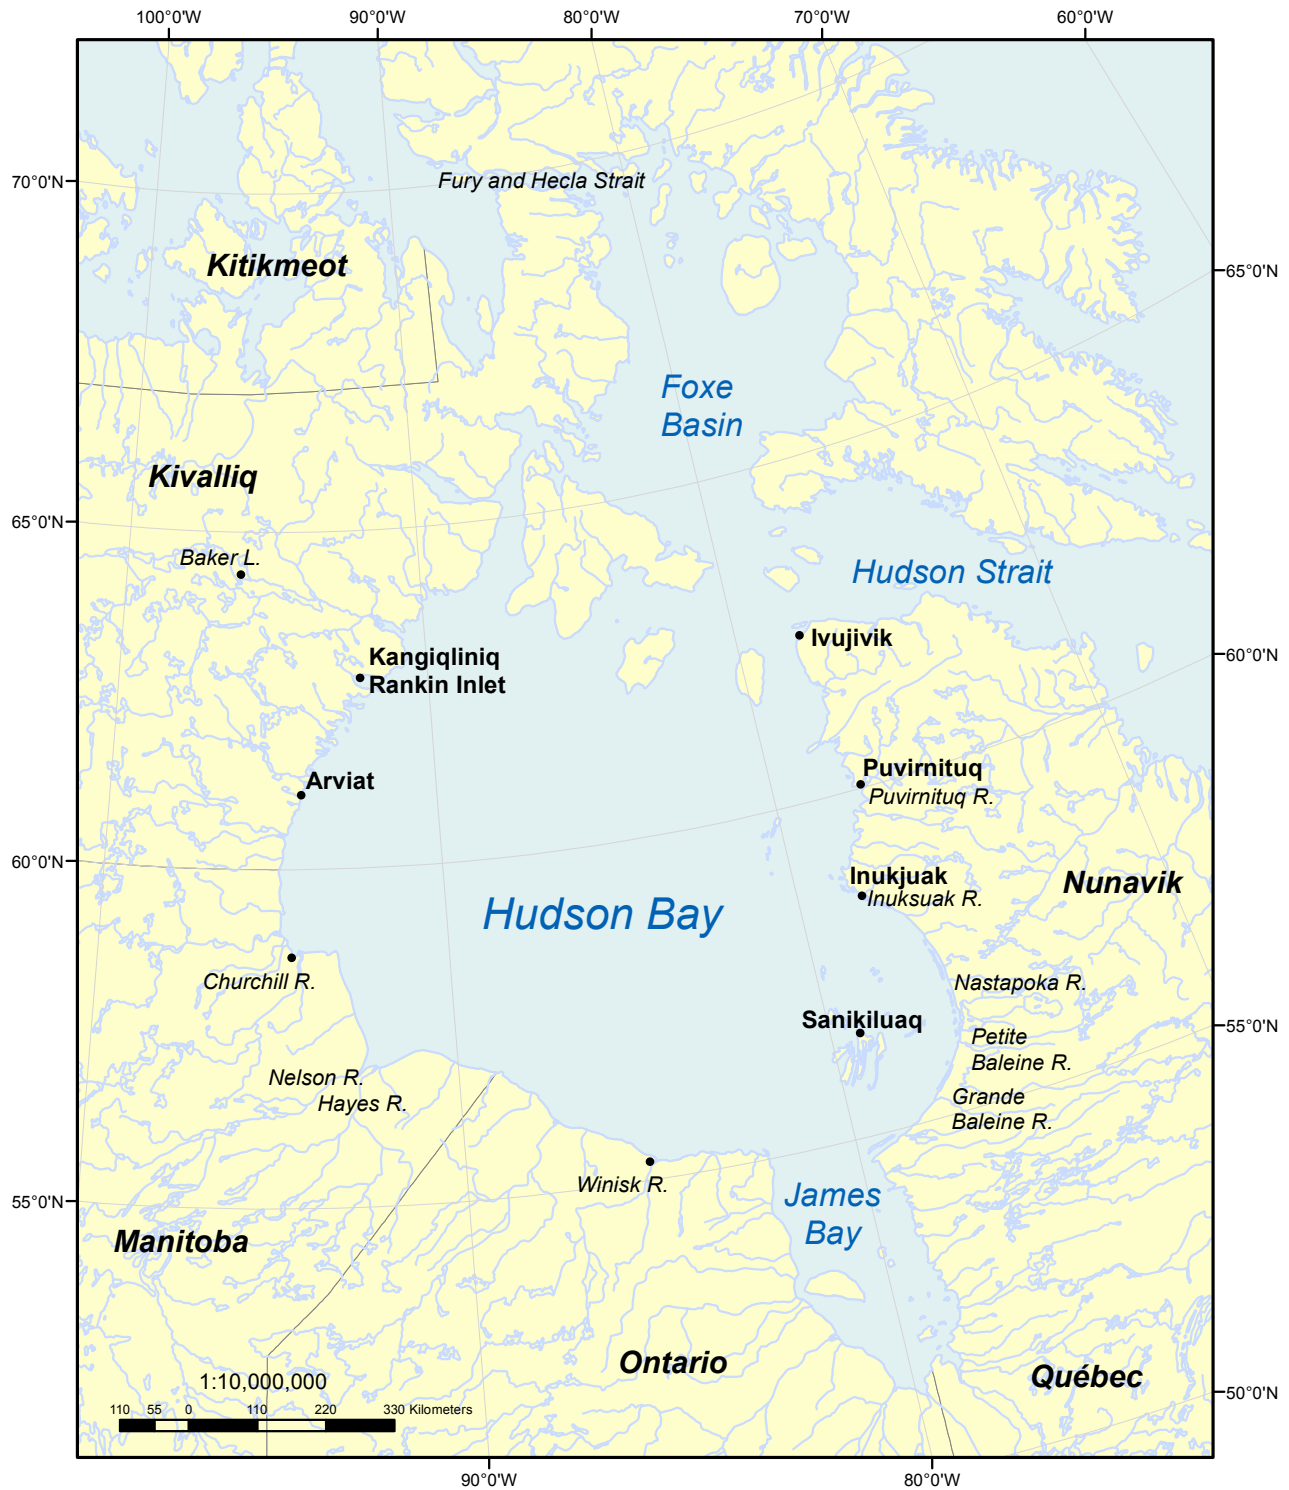 100°0'W
90°0'W
80°0'W
70°0'W
60°0'W
70°0'N
Fury and Hecla Strait
Kitikmeot
65°0'N
Foxe
Basin
Kivalliq
65°0'N
Baker L.
Hudson Strait
Ivujivik
60°0'N
Kangiqliniq
Rankin Inlet
Puvirnituq
Arviat
Puvirnituq R.
60°0'N
Inukjuak
Nunavik
Inuksuak R.
Hudson Bay
Churchill R.
Nastapoka R.
Sanikiluaq
55°0'N
Petite
Baleine R.
Nelson R.
Hayes R.
Grande
Baleine R.
Winisk R.
55°0'N
James
Bay
Manitoba
Ontario
Québec
1:10,000,000
50°0'N
110 55 0 110 220 330 Kilometers
90°0'W
80°0'W